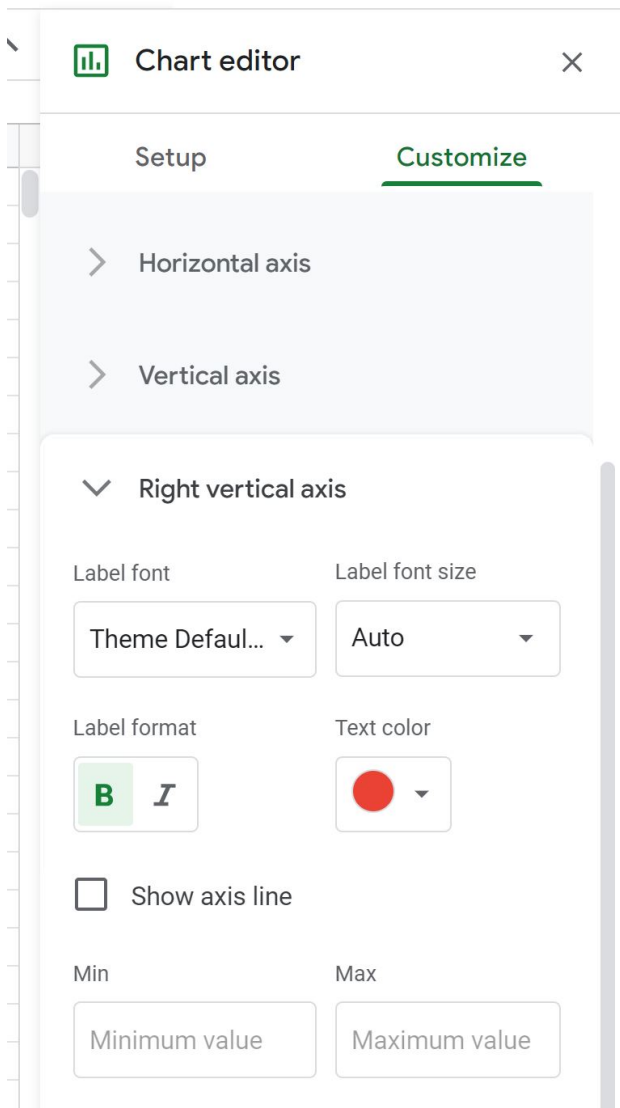 Chart editor
Setup Customize
Horizontal axis
Vertical axis
Right vertical axis
Label font Label font size
Theme Defaul... Auto
Label format Text color
B I
Show axis line
Min Max
Minimum value Maximum value